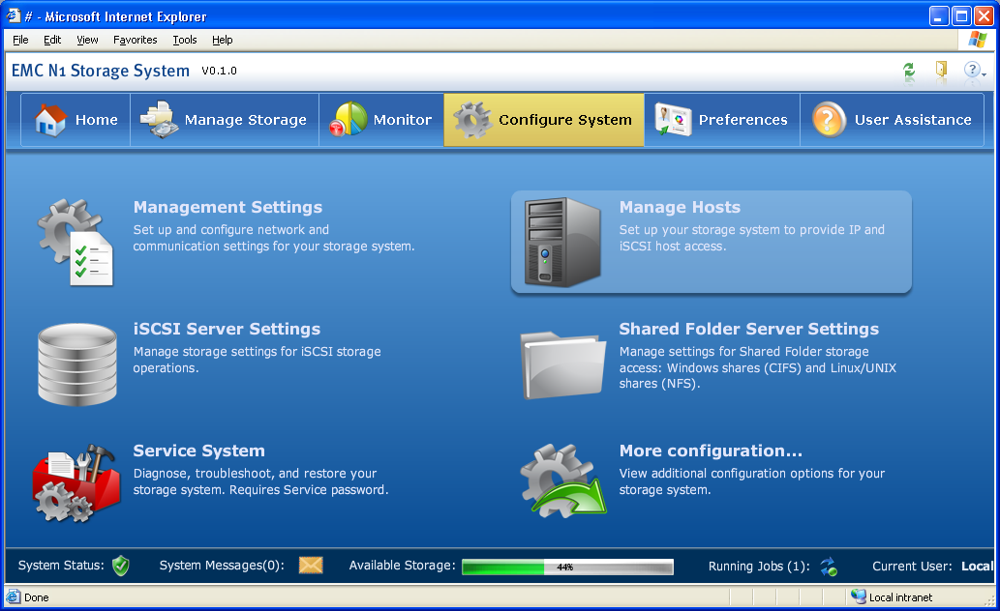 # - Microsoft Internet Explorer
File Edit View Favorites Tools Help
EMC N1 Storage System V0.1.0
Home Manage Storage Monitor Configure System Preferences User Assistance
Management Settings
Set up and configure network and
communication settings for your storage system.
Manage Hosts
Set up your storage system to provide IP and
iSCSI host access.
iSCSI Server Settings
Manage storage settings for iSCSI storage
operations.
Shared Folder Server Settings
Manage settings for Shared Folder storage
access: Windows shares (CIFS) and Linux/UNIX
shares (NFS).
Service System
Diagnose, troubleshoot, and restore your
storage system. Requires Service password.
More configuration...
View additional configuration options for your
storage system.
System Status: System Messages(0): Available Storage: 44% Running Jobs (1): Current User: Local
Done Local intranet